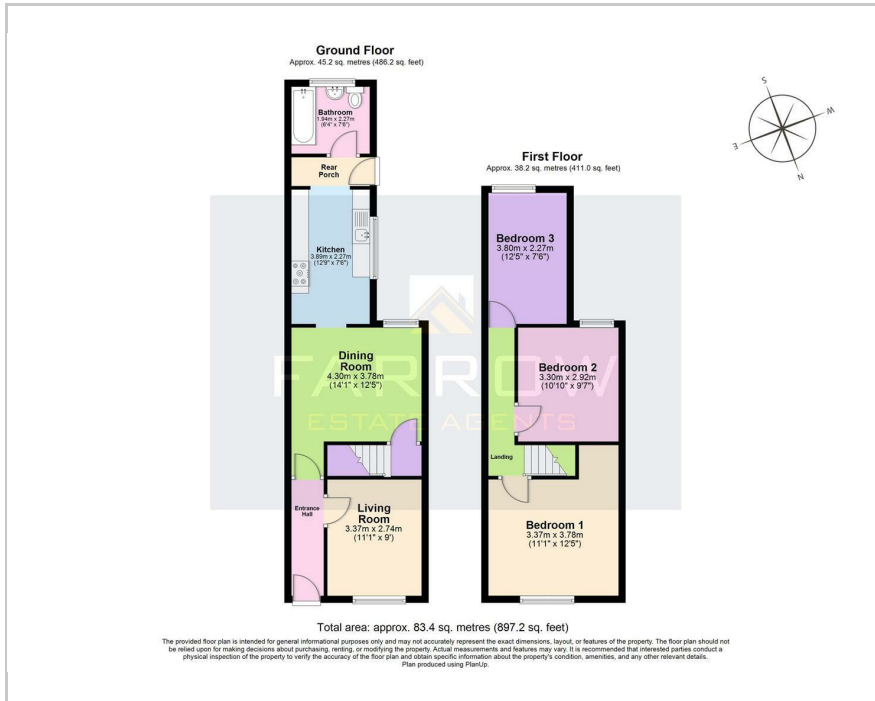 Ground Floor
Approx. 45.2 sq. metres (486.2 sq. feet)
Bathroom
1.94m x 2.27m
(6'4" x 7'6")
Rear
Porch
Kitchen
3.89m x 2.27m
(12'9" x 7'6")
Dining
Room
4.30m x 3.78m
(14'1" x 12'5")
Entrance
Hall
Living
Room
3.37m x 2.74m
(11'1" x 9')
First Floor
Approx. 38.2 sq. metres (411.0 sq. feet)
Bedroom 3
3.80m x 2.27m
(12'5" x 7'6")
Bedroom 2
3.30m x 2.92m
(10'10" x 9'7")
Landing
Bedroom 1
3.37m x 3.78m
(11'1" x 12'5")
S
W
E
N
FARROW
ESTATE AGENTS
Total area: approx. 83.4 sq. metres (897.2 sq. feet)
The provided floor plan is intended for general informational purposes only and may not accurately represent the exact dimensions, layout, or features of the property. The floor plan should not
be relied upon for making decisions about purchasing, renting, or modifying the property. Actual measurements and features may vary. It is recommended that interested parties conduct a
physical inspection of the property to verify the accuracy of the floor plan and obtain specific information about the property's condition, amenities, and any other relevant details.
Plan produced using PlanUp.